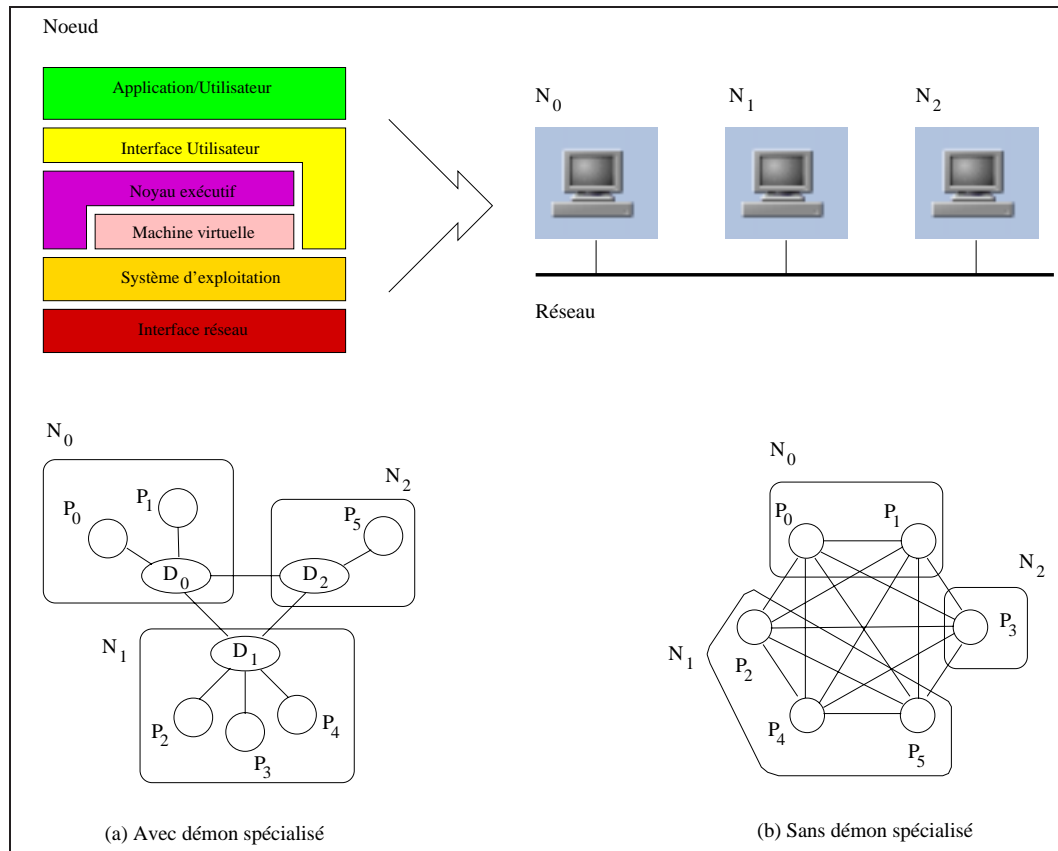 Noeud
Application/Utilisateur
Interface Utilisateur
Noyau exécutif
Machine virtuelle
Système d'exploitation
Interface réseau
N0
N1
N2
Réseau
N0
P0
P1
D0
N2
P5
D2
N1
D1
P2
P3
P4
(a) Avec démon spécialisé
N0
P0
P1
N2
P3
N1
P2
P4
P5
(b) Sans démon spécialisé